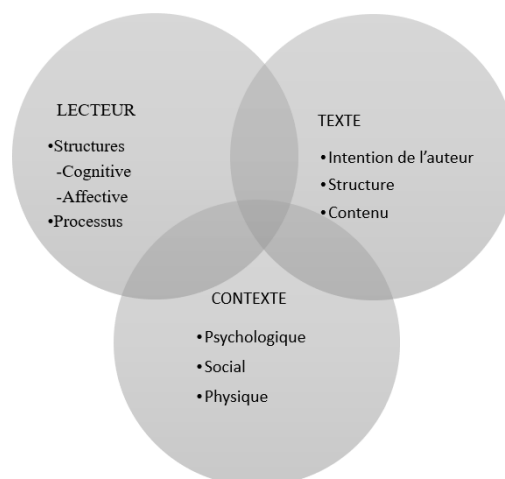 LECTEUR
•Structures
-Cognitive
-Affective
•Processus
TEXTE
•Intention de l'auteur
•Structure
•Contenu
CONTEXTE
•Psychologique
•Social
•Physique